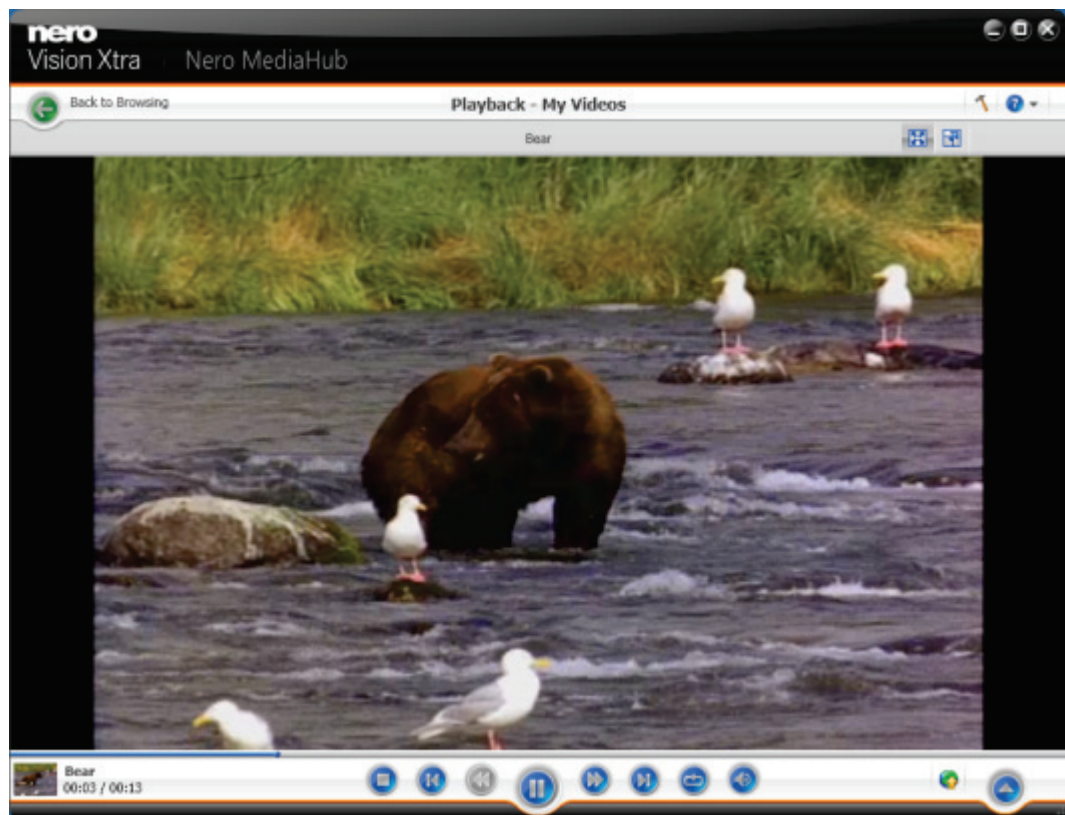 nero
Vision Xtra Nero MediaHub
Back to Browsing Playback - My Videos
Bear
Bear
00:03 / 00:13